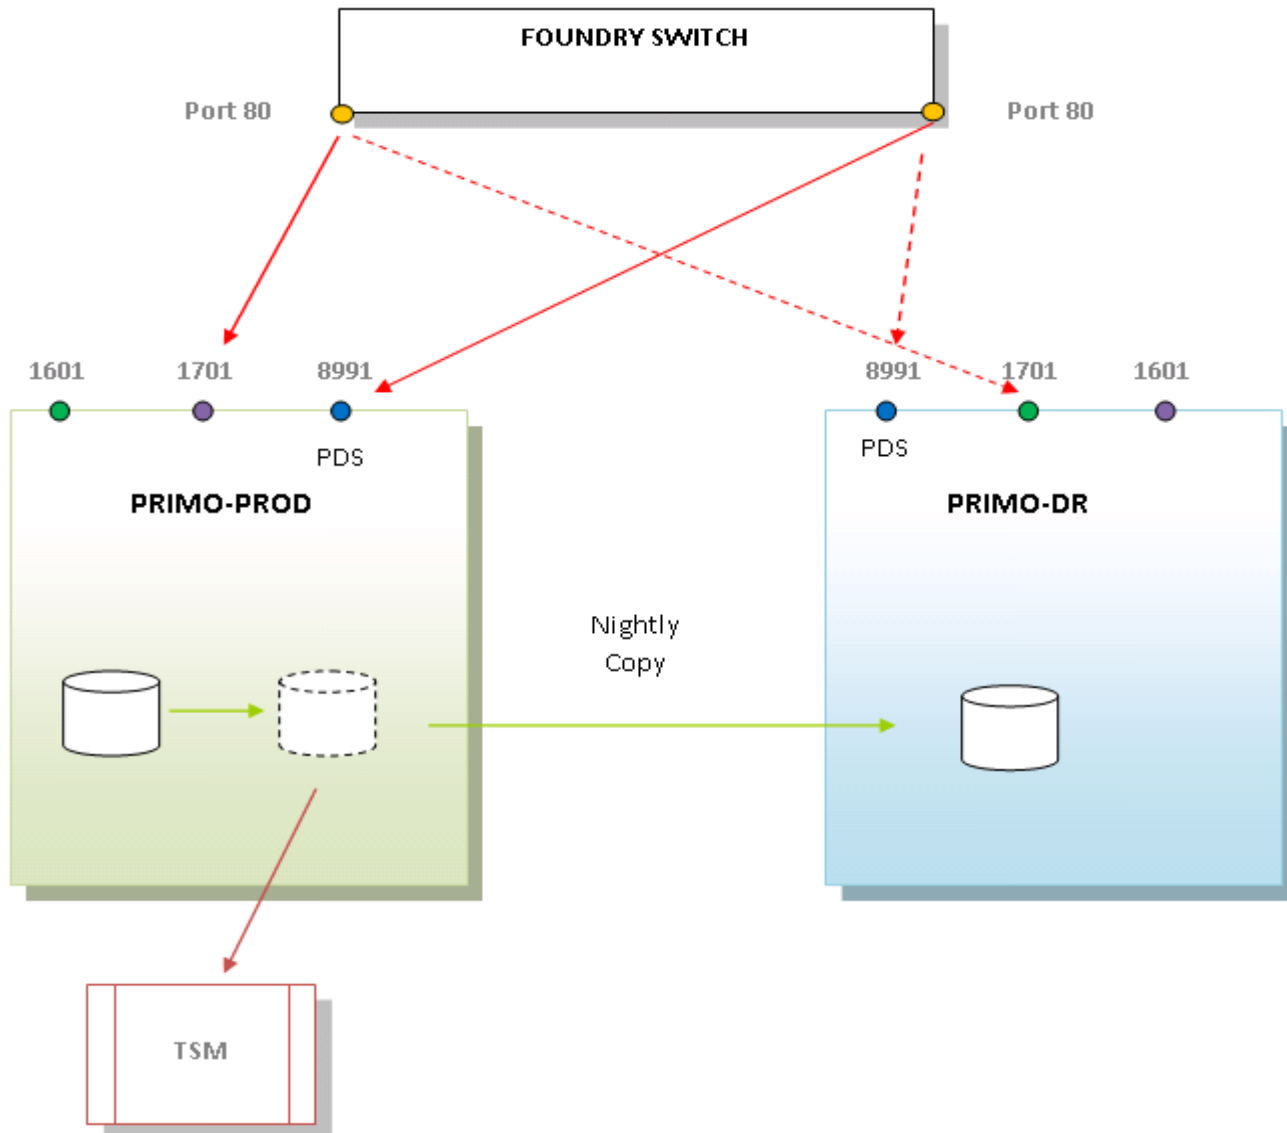 FOUNDRY SWITCH
Port 80
Port 80
1601
1701
8991
8991
1701
1601
PDS
PDS
PRIMO-PROD
PRIMO-DR
Nightly
Copy
TSM